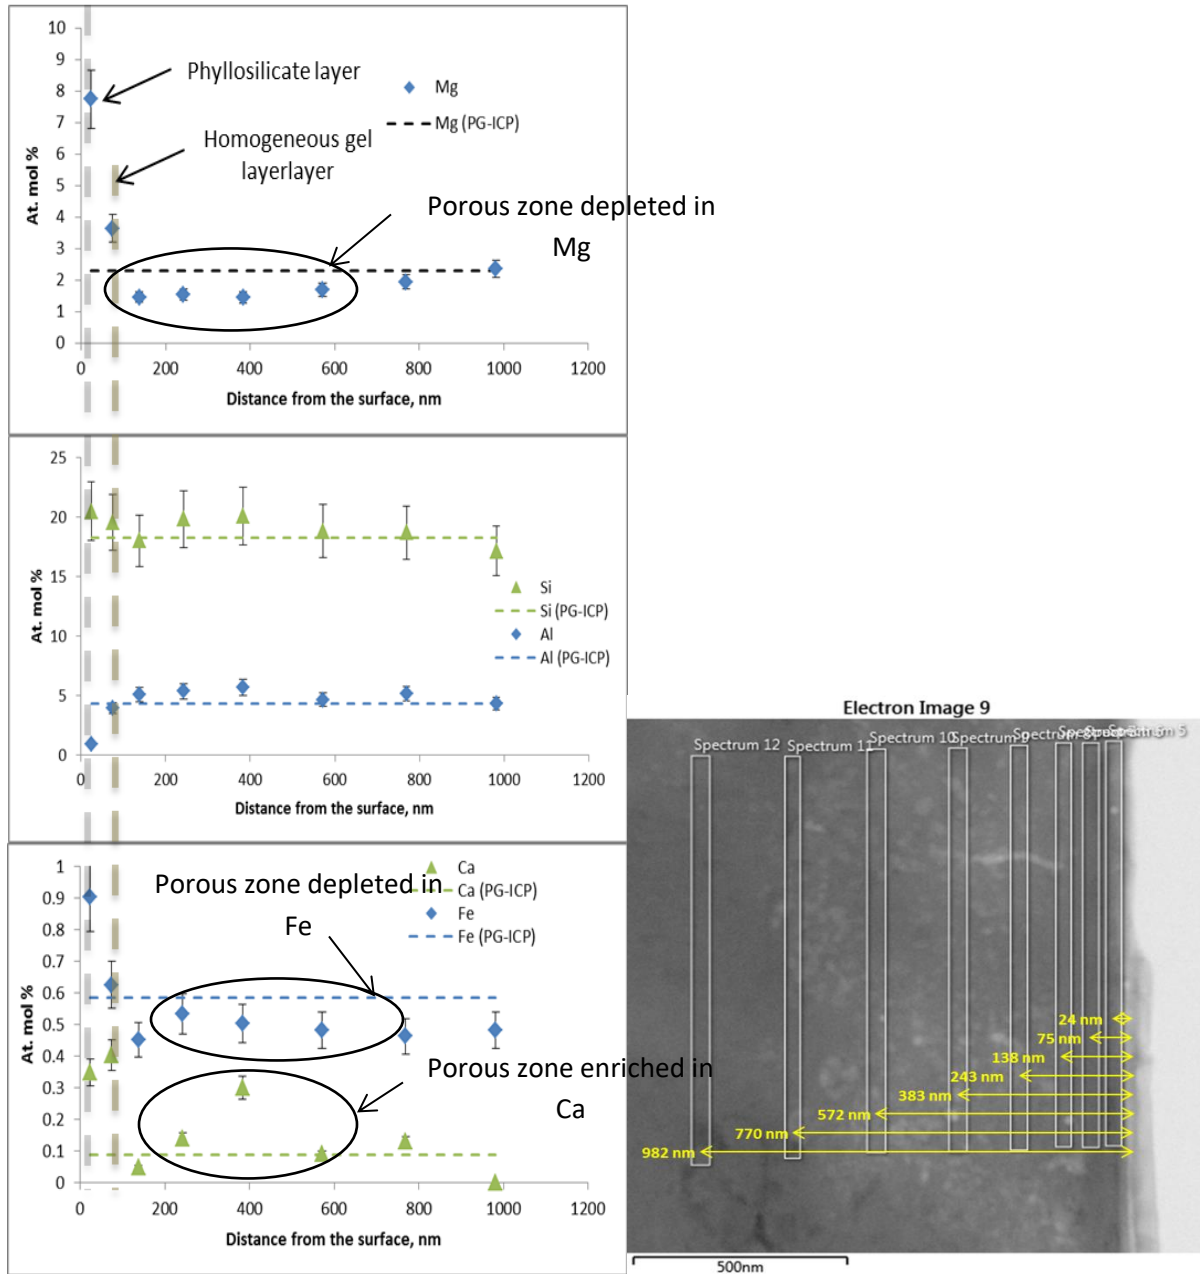 10
9
8
7
6
5
4
3
2
1
0
At. mol %
Phyllosilicate layer
Homogeneous gel
layerlayer
Mg
Mg (PG-ICP)
Porous zone depleted in
Mg
0 200 400 600 800 1000 1200
Distance from the surface, nm
25
20
15
10
5
0
At. mol %
Si
Si (PG-ICP)
Al
Al (PG-ICP)
0 200 400 600 800 1000 1200
Distance from the surface, nm
1
0.9
0.8
0.7
0.6
0.5
0.4
0.3
0.2
0.1
0
At. mol %
Ca
Ca (PG-ICP)
Fe
Fe (PG-ICP)
Porous zone depleted in
Fe
Porous zone enriched in
Ca
0 200 400 600 800 1000 1200
Distance from the surface, nm
Electron Image 9
Spectrum 12
Spectrum 11
Spectrum 10
Spectrum 9
24 nm
75 nm
138 nm
243 nm
383 nm
572 nm
770 nm
982 nm
500nm